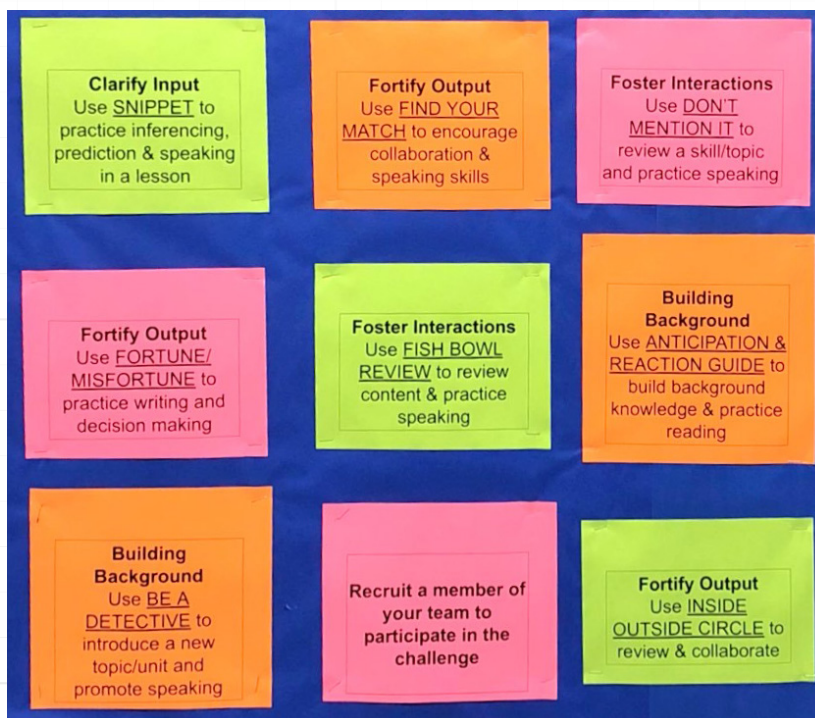 Clarify Input
Use SNIPPET to
practice inferencing,
prediction & speaking
in a lesson
Fortify Output
Use FIND YOUR
MATCH to encourage
collaboration &
speaking skills
Foster Interactions
Use DON'T
MENTION IT to
review a skill/topic
and practice speaking
Fortify Output
Use FORTUNE/
MISFORTUNE to
practice writing and
decision making
Foster Interactions
Use FISH BOWL
REVIEW to review
content & practice
speaking
Building
Background
Use ANTICIPATION &
REACTION GUIDE to
build background
knowledge & practice
reading
Building
Background
Use BE A
DETECTIVE to
introduce a new
topic/unit and
promote speaking
Recruit a member of
your team to
participate in the
challenge
Fortify Output
Use INSIDE
OUTSIDE CIRCLE to
review & collaborate